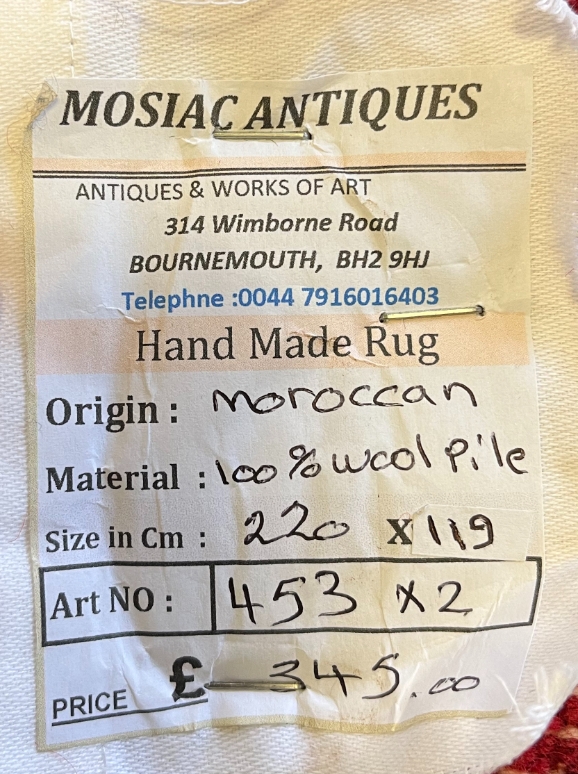 MOSIAC ANTIQUES
ANTIQUES & WORKS OF ART
314 Wimborne Road
BOURNEMOUTH, BH2 9HJ
Telephne :0044 7916016403
Hand Made Rug
Origin : Moroccan
Material : 100% wool Pile
Size in Cm : 220 X 119
Art NO : 453 X2
PRICE £ 345.00